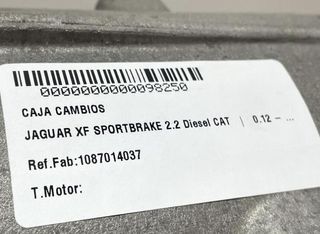 0000000000098250
CAJA CAMBIOS
JAGUAR XF SPORTBRAKE 2.2 Diesel CAT | 0.12 – ...
Ref.Fab:1087014037
T.Motor: